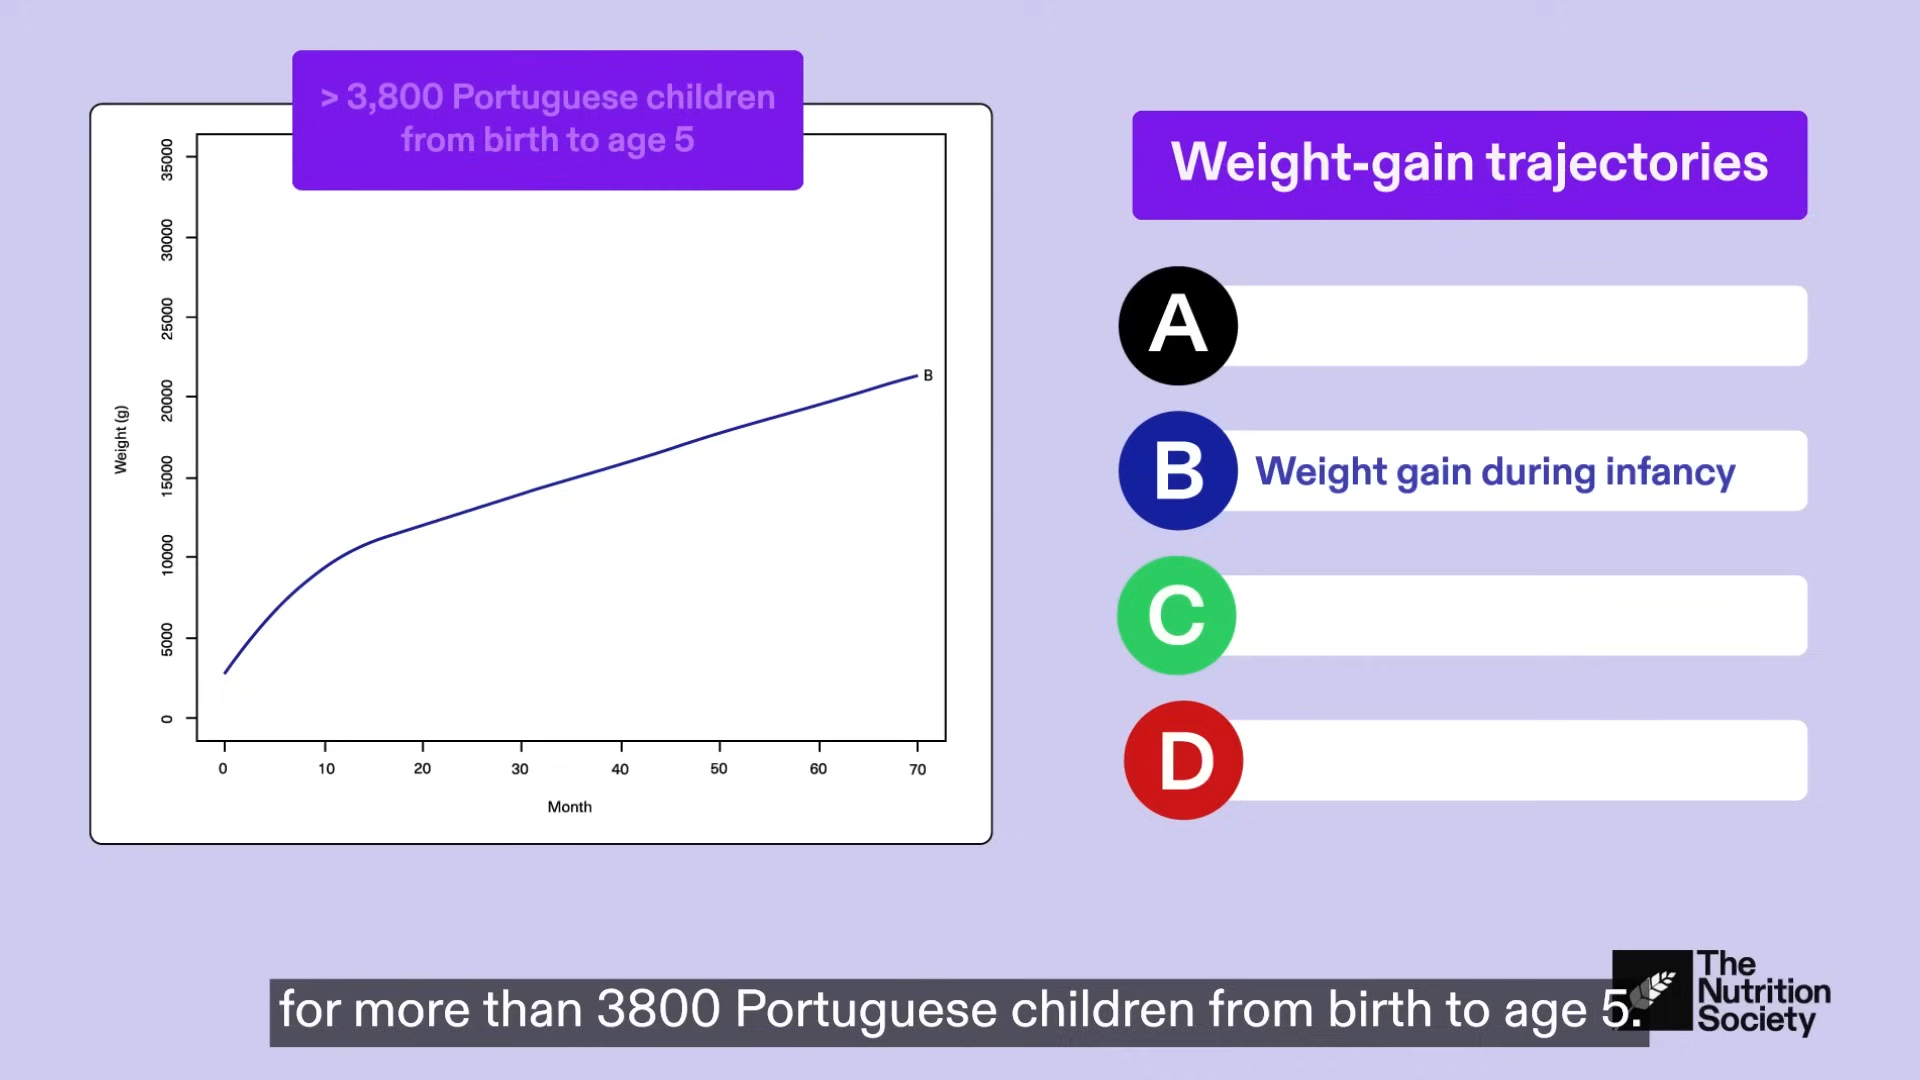 > 3,800 Portuguese children
from birth to age 5
Weight-gain trajectories
35000
30000
25000
20000
15000
10000
5000
0
Weight (g)
B
0 10 20 30 40 50 60 70
Month
A
B Weight gain during infancy
C
D
for more than 3800 Portuguese children from birth to age 5.
The
Nutrition
Society